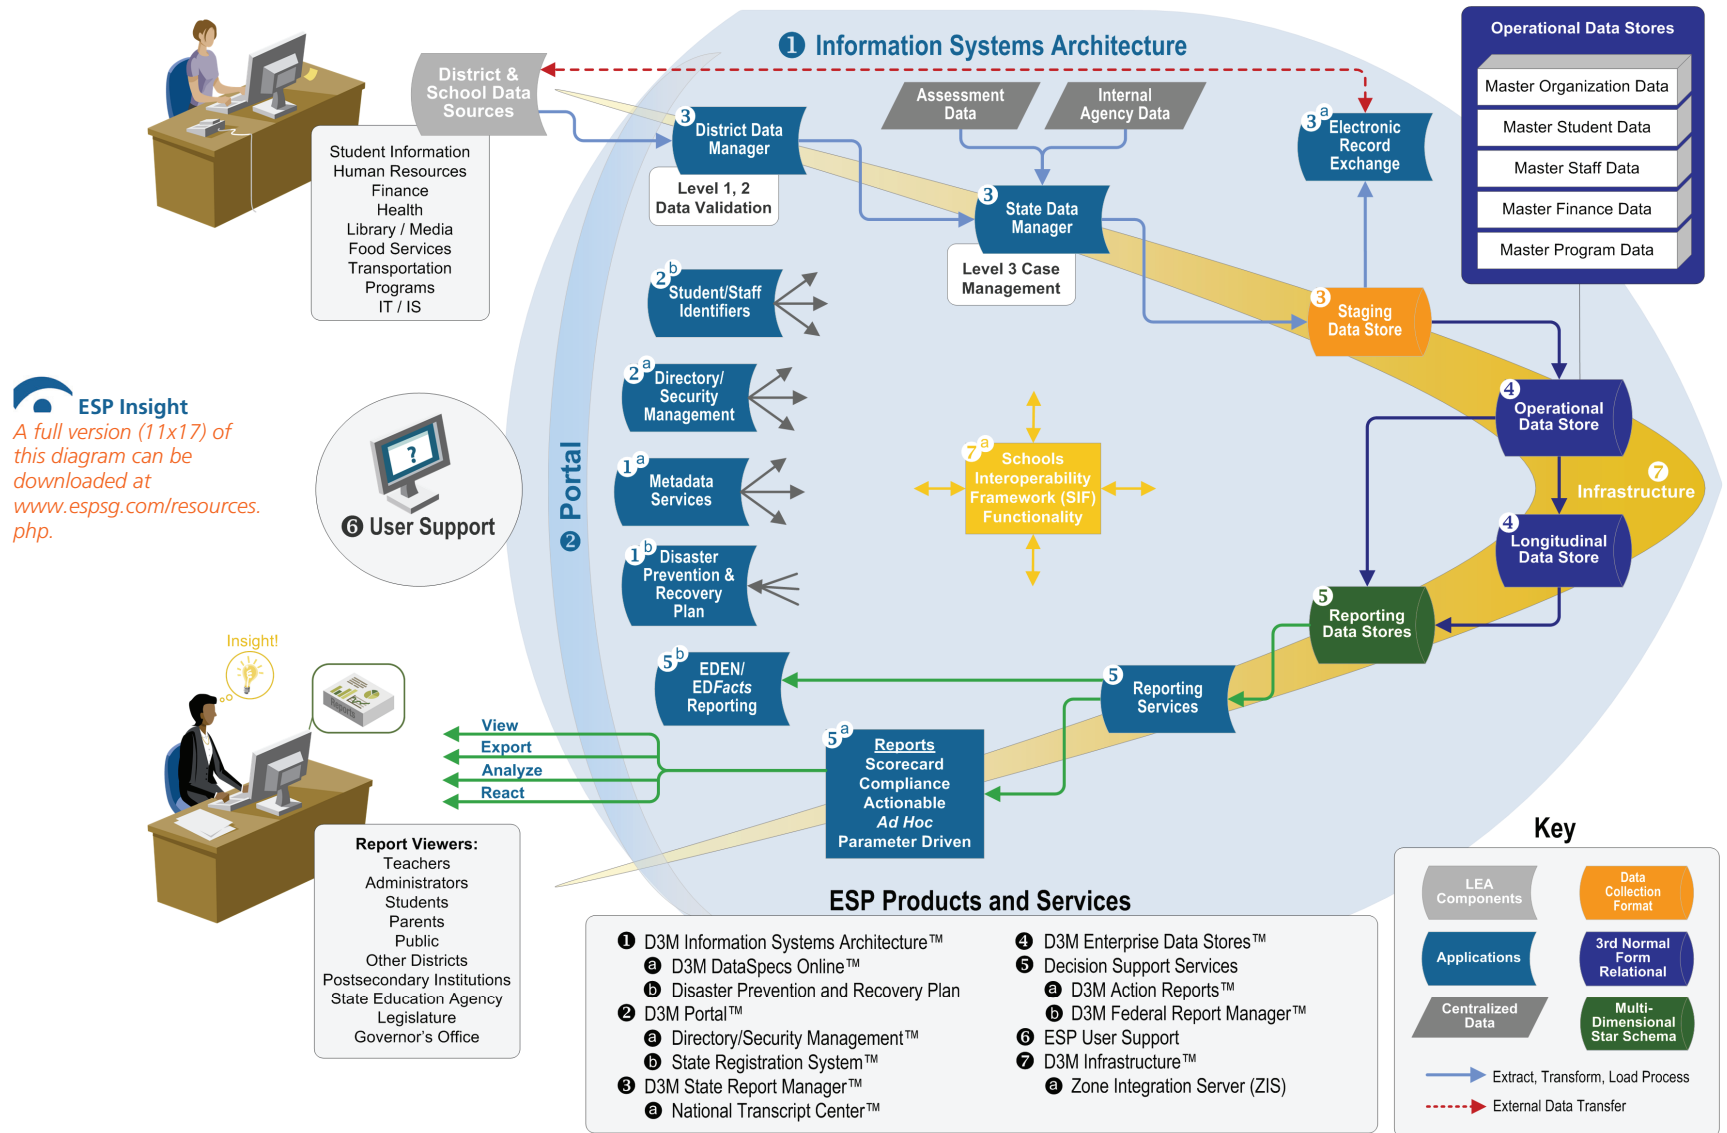 ❶ Information Systems Architecture
District &
School Data
Sources
Student Information
Human Resources
Finance
Health
Library / Media
Food Services
Transportation
Programs
IT / IS
3 District Data
Manager
Level 1, 2
Data Validation
Assessment
Data
Internal
Agency Data
3 State Data
Manager
Level 3 Case
Management
3 a Electronic
Record
Exchange
Operational Data Stores
Master Organization Data
Master Student Data
Master Staff Data
Master Finance Data
Master Program Data
3 Staging
Data Store
4 Operational
Data Store
4 Longitudinal
Data Store
7
Infrastructure
2 b Student/Staff
Identifiers
2 a Directory/
Security
Management
1 a Metadata
Services
1 b Disaster
Prevention &
Recovery
Plan
7 a Schools
Interoperability
Framework (SIF)
Functionality
❷ Portal
ESP Insight
A full version (11x17) of
this diagram can be
downloaded at
www.espsg.com/resources.
php.
?
❻ User Support
5 Reporting
Data Stores
5 Reporting
Services
5 b EDEN/
EDFacts
Reporting
5 a Reports
Scorecard
Compliance
Actionable
Ad Hoc
Parameter Driven
View
Export
Analyze
React
Insight!
Reports
Report Viewers:
Teachers
Administrators
Students
Parents
Public
Other Districts
Postsecondary Institutions
State Education Agency
Legislature
Governor's Office
ESP Products and Services
❶ D3M Information Systems Architecture™
a D3M DataSpecs Online™
b Disaster Prevention and Recovery Plan
❷ D3M Portal™
a Directory/Security Management™
b State Registration System™
❸ D3M State Report Manager™
a National Transcript Center™
❹ D3M Enterprise Data Stores™
❺ Decision Support Services
a D3M Action Reports™
b D3M Federal Report Manager™
❻ ESP User Support
❼ D3M Infrastructure™
a Zone Integration Server (ZIS)
Key
LEA
Components
Data
Collection
Format
Applications
3rd Normal
Form
Relational
Centralized
Data
Multi-
Dimensional
Star Schema
Extract, Transform, Load Process
External Data Transfer